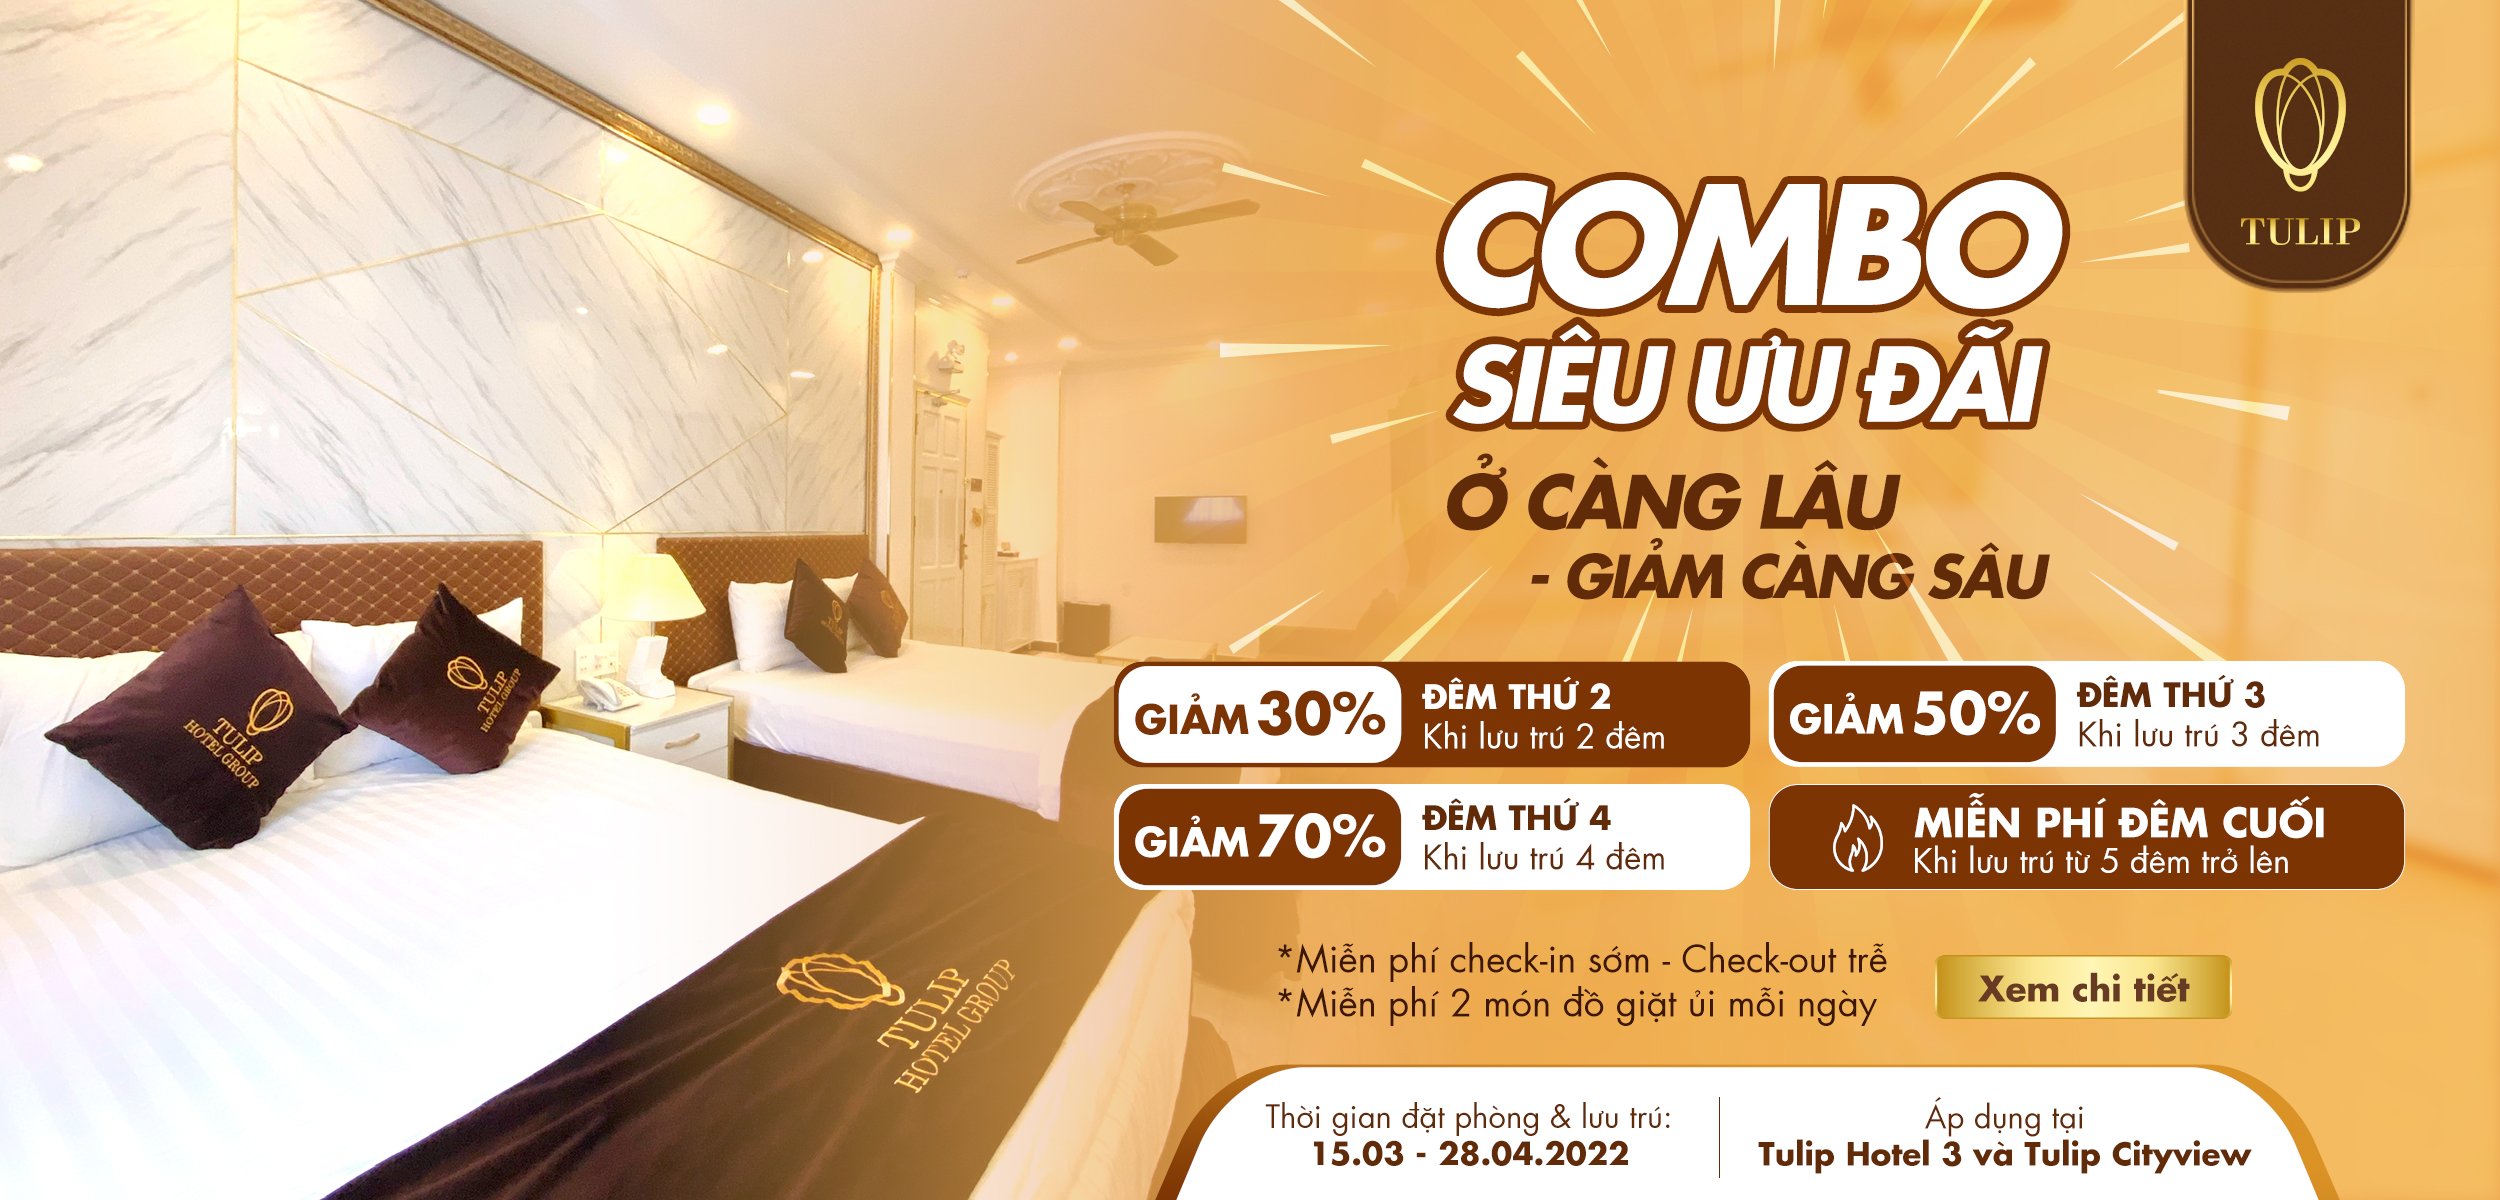 TULIP
COMBO
SIÊU ƯU ĐÃI
Ở CÀNG LÂU
- GIẢM CÀNG SÂU
GIẢM 30%
ĐÊM THỨ 2
Khi lưu trú 2 đêm
GIẢM 50%
ĐÊM THỨ 3
Khi lưu trú 3 đêm
GIẢM 70%
ĐÊM THỨ 4
Khi lưu trú 4 đêm
MIỄN PHÍ ĐÊM CUỐI
Khi lưu trú từ 5 đêm trở lên
*Miễn phí check-in sớm - Check-out trễ
*Miễn phí 2 món đồ giặt ủi mỗi ngày
Xem chi tiết
Thời gian đặt phòng & lưu trú:
15.03 - 28.04.2022
Áp dụng tại
Tulip Hotel 3 và Tulip Cityview
TULIP
HOTEL GROUP
TULIP
HOTEL GROUP
TULIP
HOTEL GROUP